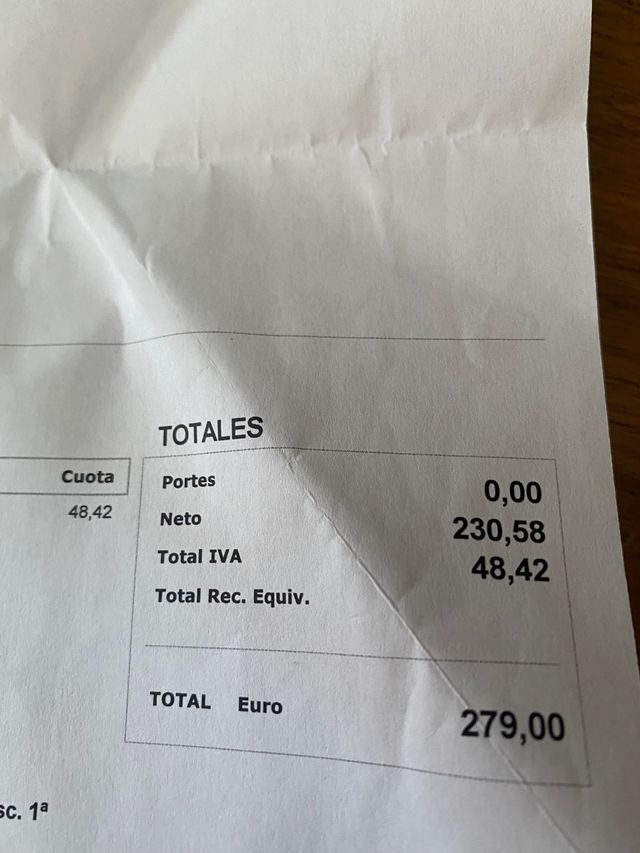 TOTALES
Cuota
48,42
Portes 0,00
Neto 230,58
Total IVA 48,42
Total Rec. Equiv.
TOTAL Euro 279,00
sc. 1ª